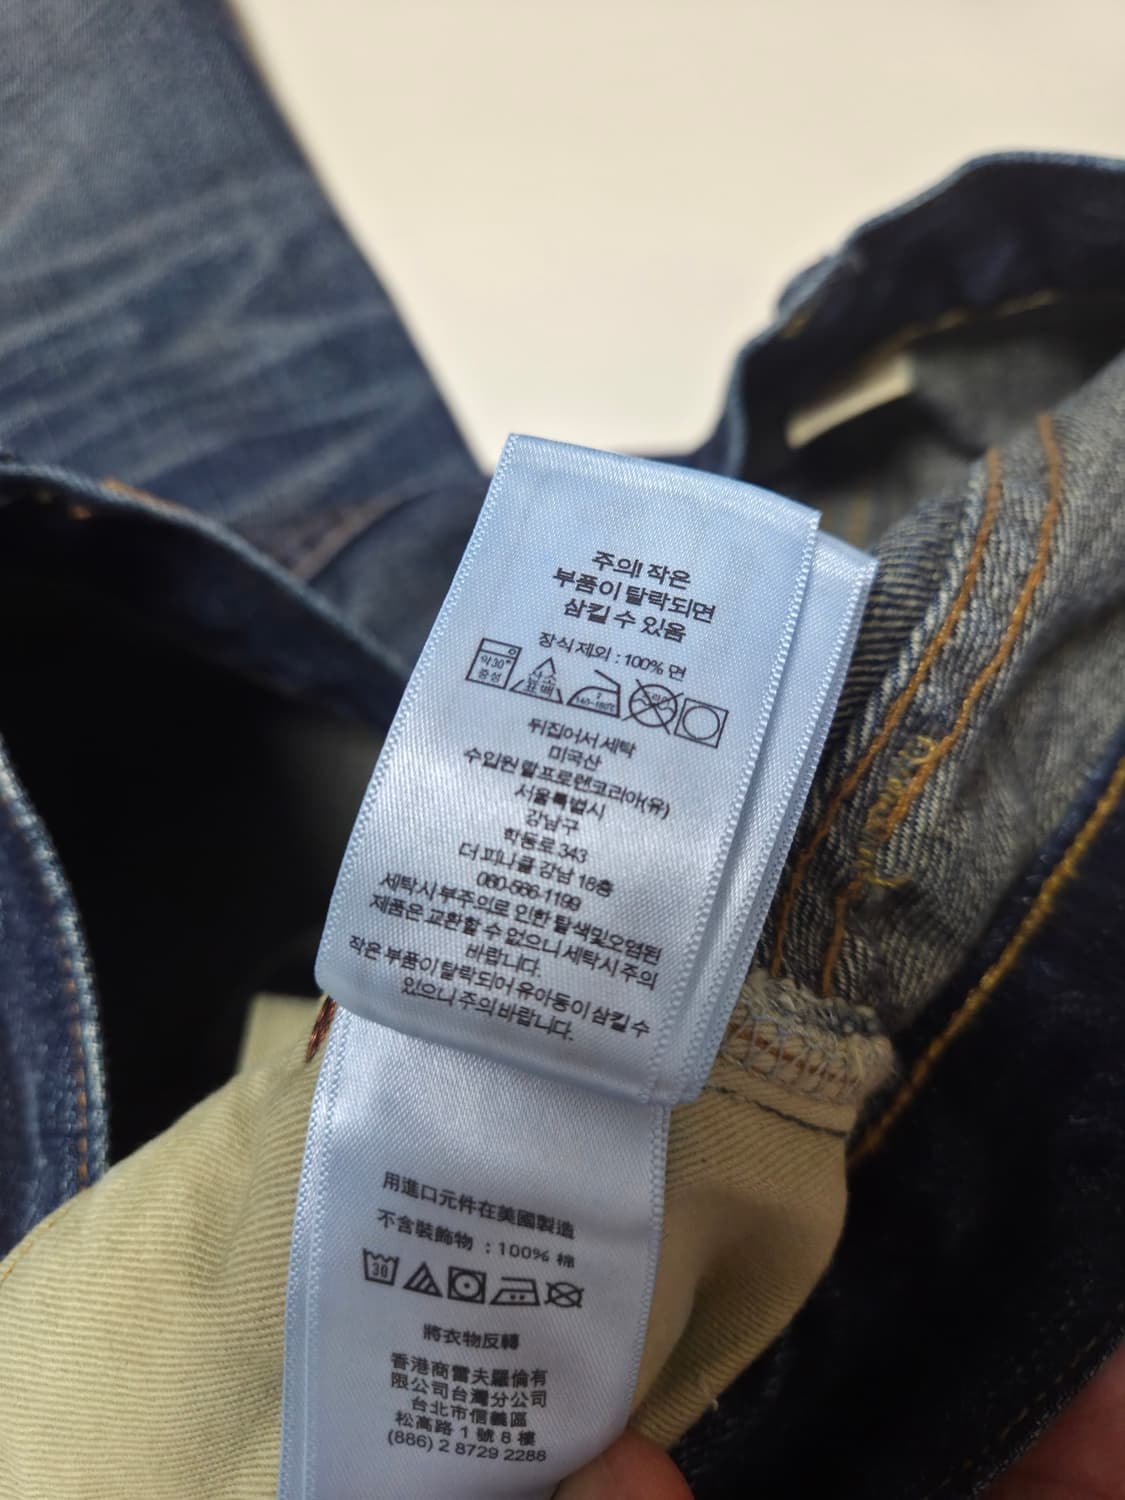 주의! 작은
부품이 탈락되면
삼킬 수 있음
장식 제외 : 100% 면
약30°
중성
산소
표백
140~160℃
뒤집어서 세탁
미국산
수입원 랄프로렌코리아(유)
서울특별시
강남구
학동로 343
더 피나클 강남 18층
080-566-1199
세탁시 부주의로 인한 탈색및오염된
제품은 교환할 수 없으니 세탁시 주의
바랍니다.
작은 부품이 탈락되어 유아동이 삼킬수
있으니 주의 바랍니다.
用進口元件在美國製造
不含裝飾物 : 100% 棉
30
將衣物反轉
香港商雷夫羅倫有
限公司台灣分公司
台北市信義區
松高路 1 號 8 樓
(886) 2 8729 2288